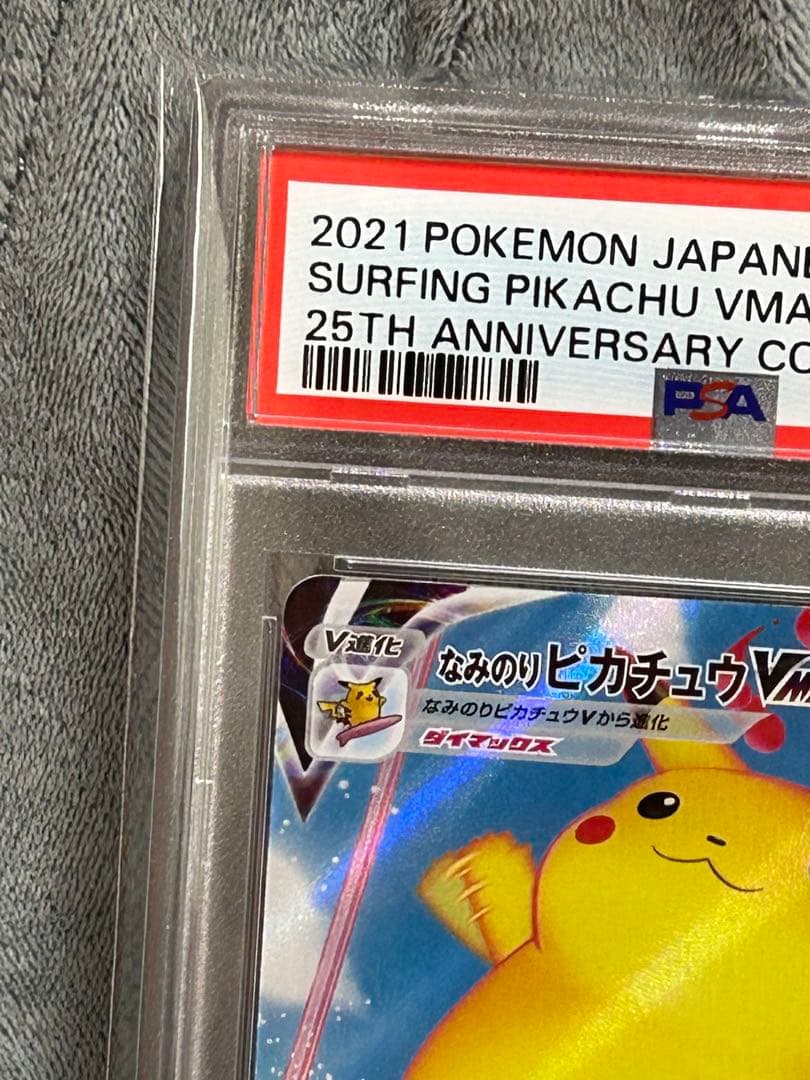 2021 POKEMON JAPANE
SURFING PIKACHU VMA
25TH ANNIVERSARY CO
PSA
V進化
なみのりピカチュウVM
なみのりピカチュウVから進化
ダイマックス